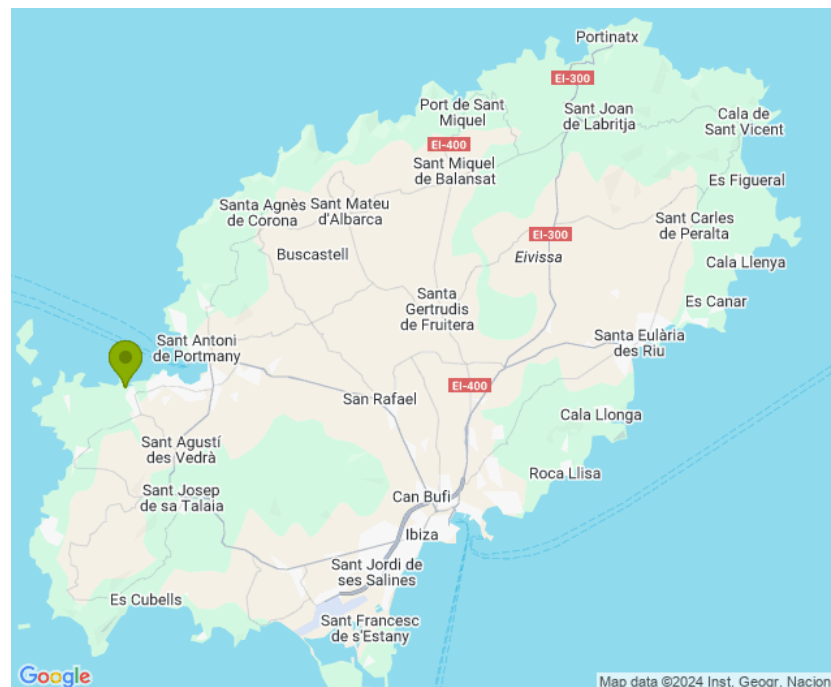 Portinatx
EI-300
Port de Sant
Miquel
Sant Joan
de Labritja
Cala de
Sant Vicent
EI-400
Sant Miquel
de Balansat
Es Figueral
Santa Agnès
de Corona
Sant Mateu
d'Albarca
Sant Carles
de Peralta
EI-300
Buscastell
Eivissa
Cala Llenya
Santa
Gertrudis
de Fruitera
Es Canar
Sant Antoni
de Portmany
Santa Eulària
des Riu
EI-400
San Rafael
Cala Llonga
Sant Agustí
des Vedrà
Roca Llisa
Sant Josep
de sa Talaia
Can Bufi
Ibiza
Sant Jordi de
ses Salines
Es Cubells
Sant Francesc
de s'Estany
Google
Map data ©2024 Inst. Geogr. Nacion